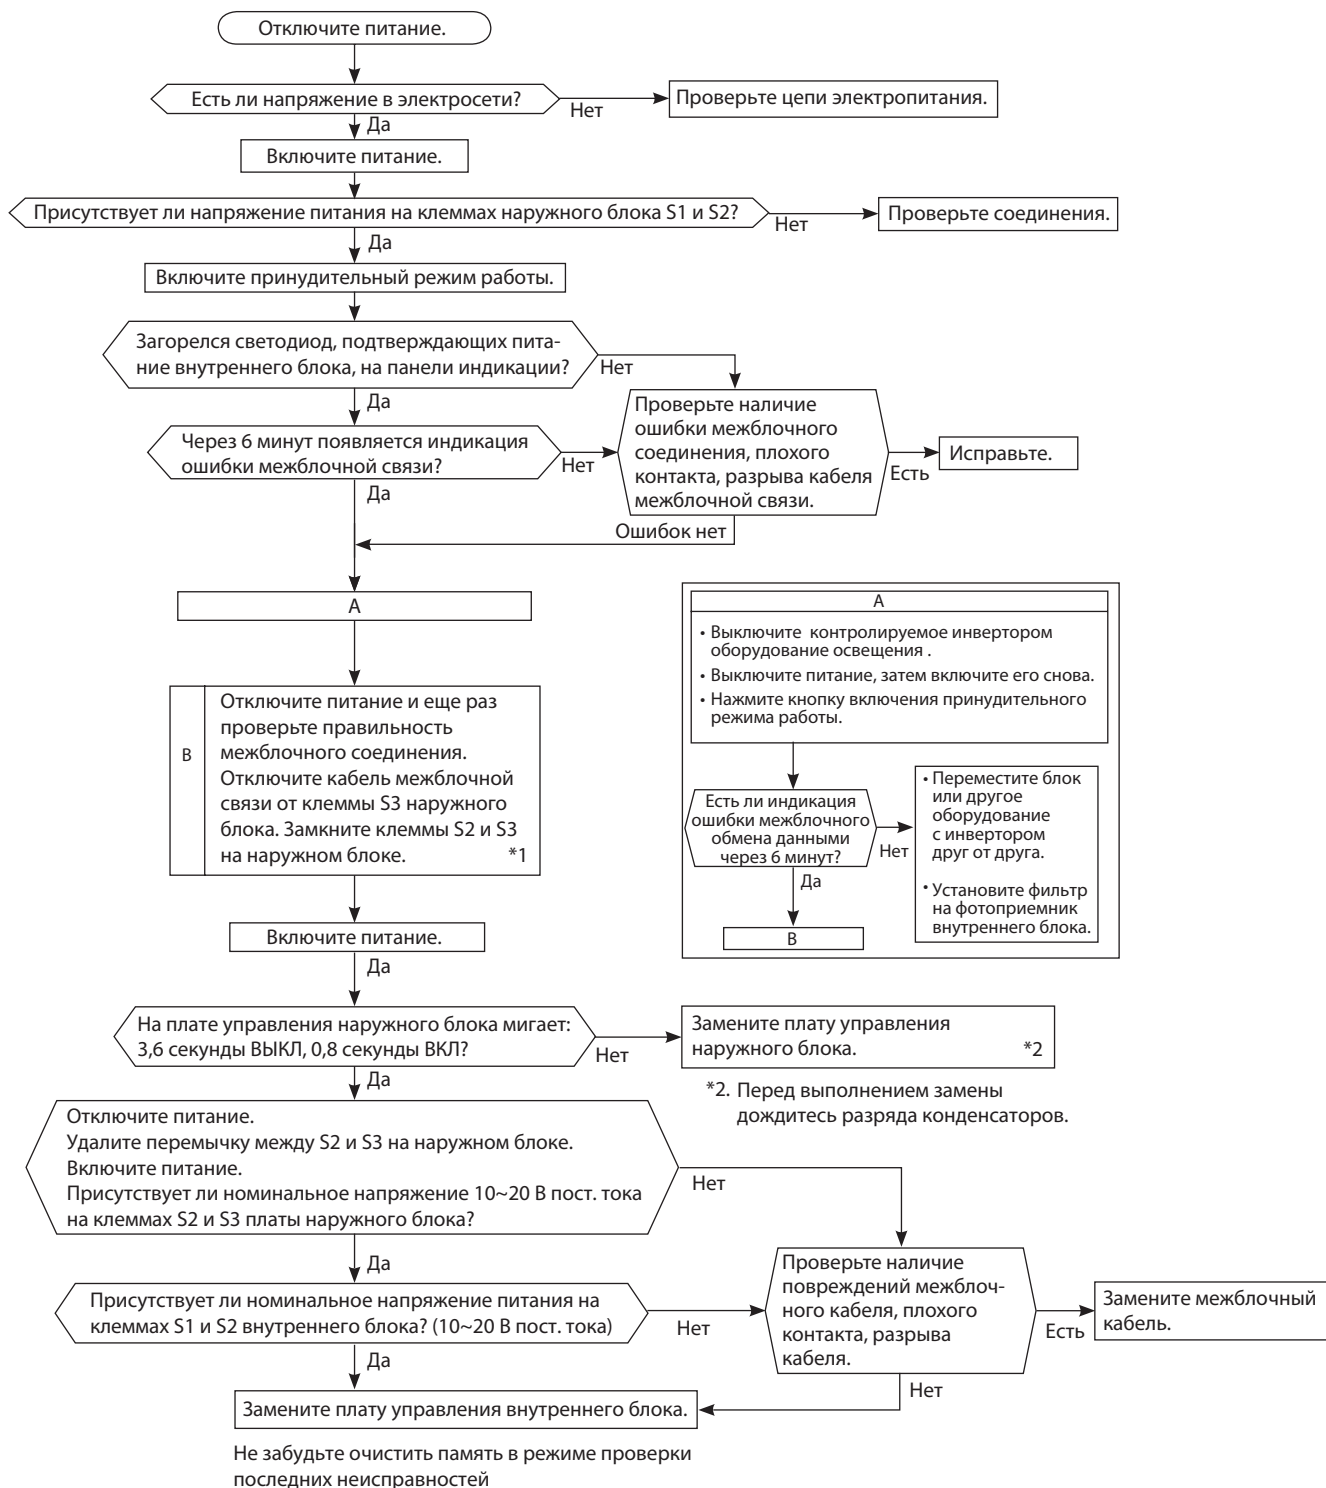 Отключите питание.
Есть ли напряжение в электросети?
Нет
Проверьте цепи электропитания.
Да
Включите питание.
Присутствует ли напряжение питания на клеммах наружного блока S1 и S2?
Нет
Проверьте соединения.
Да
Включите принудительный режим работы.
Загорелся светодиод, подтверждающих пита-
ние внутреннего блока, на панели индикации?
Нет
Да
Через 6 минут появляется индикация
ошибки межблочной связи?
Нет
Проверьте наличие
ошибки межблочного
соединения, плохого
контакта, разрыва кабеля
межблочной связи.
Есть
Исправьте.
Да
Ошибок нет
A
A
• Выключите контролируемое инвертором
оборудование освещения .
• Выключите питание, затем включите его снова.
• Нажмите кнопку включения принудительного
режима работы.
Есть ли индикация
ошибки межблочного
обмена данными
через 6 минут?
Нет
• Переместите блок
или другое
оборудование
с инвертором
друг от друга.
• Установите фильтр
на фотоприемник
внутреннего блока.
Да
B
B
Отключите питание и еще раз
проверьте правильность
межблочного соединения.
Отключите кабель межблочной
связи от клеммы S3 наружного
блока. Замкните клеммы S2 и S3
на наружном блоке. *1
Включите питание.
Да
На плате управления наружного блока мигает:
3,6 секунды ВЫКЛ, 0,8 секунды ВКЛ?
Нет
Замените плату управления
наружного блока. *2
*2. Перед выполнением замены
дождитесь разряда конденсаторов.
Да
Отключите питание.
Удалите перемычку между S2 и S3 на наружном блоке.
Включите питание.
Присутствует ли номинальное напряжение 10~20 В пост. тока
на клеммах S2 и S3 платы наружного блока?
Нет
Да
Присутствует ли номинальное напряжение питания на
клеммах S1 и S2 внутреннего блока? (10~20 В пост. тока)
Нет
Проверьте наличие
повреждений межблоч-
ного кабеля, плохого
контакта, разрыва
кабеля.
Есть
Замените межблочный
кабель.
Да
Нет
Замените плату управления внутреннего блока.
Не забудьте очистить память в режиме проверки
последних неисправностей